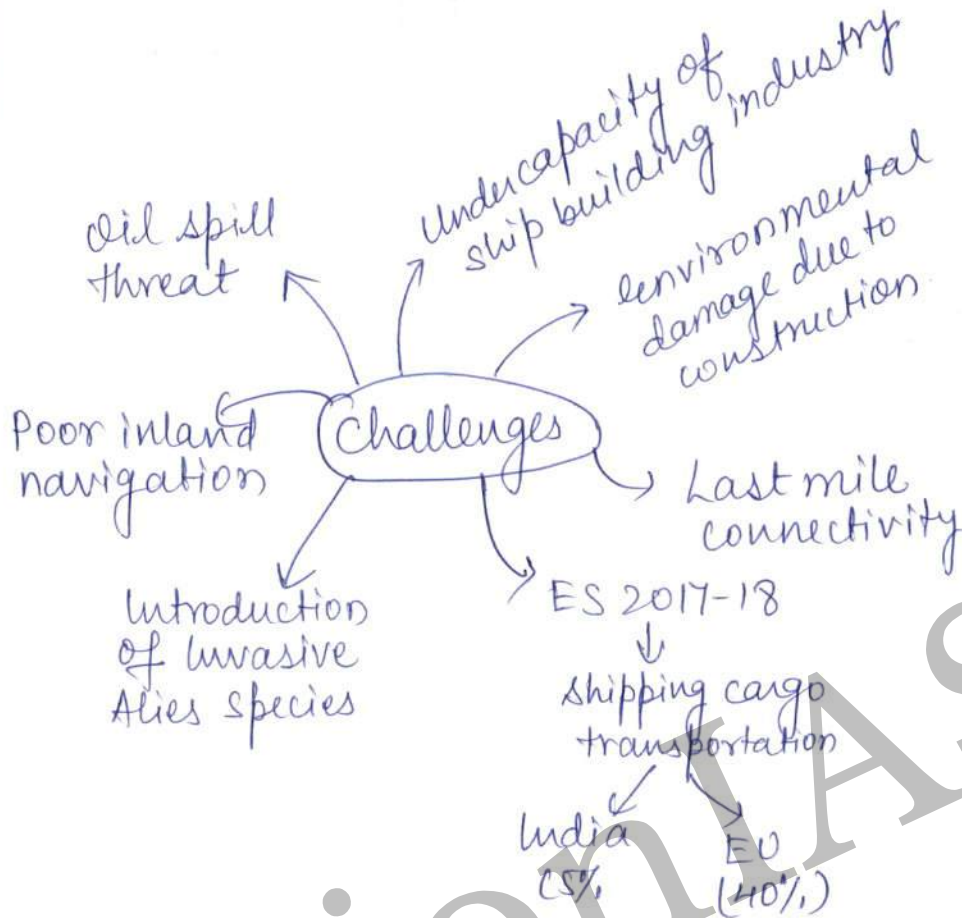 Undercapacity of
ship building industry
Oil spill
threat
environmental
damage due to
construction
Poor inland
navigation
Challenges
Last mile
connectivity
Introduction
of Invasive
Alies Species
ES 2017-18
Shipping cargo
transportation
India
(5%
EU
(40%)
onIAS